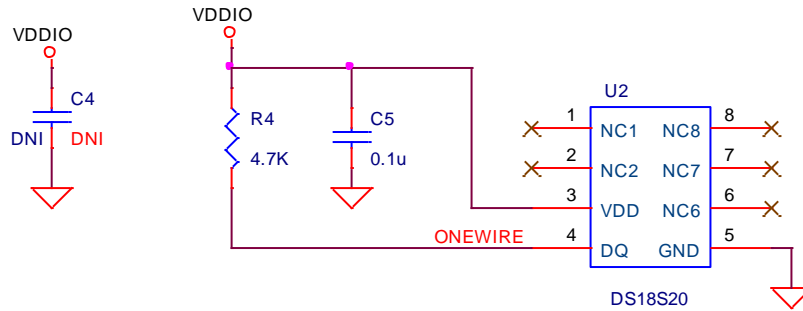 VDDIO
C4
DNI DNI
VDDIO
R4
4.7K
C5
0.1u
ONEWIRE
U2
1 NC1 NC8 8
2 NC2 NC7 7
3 VDD NC6 6
4 DQ GND 5
DS18S20